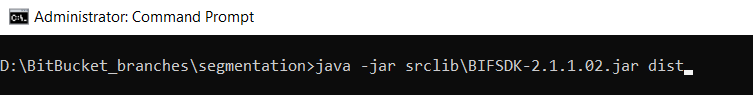 Administrator: Command Prompt
D:\BitBucket_branches\segmentation>java -jar srclib\BIFSDK-2.1.1.02.jar dist